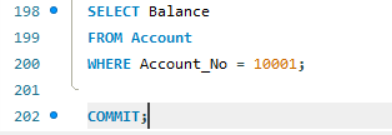 198 SELECT Balance
199 FROM Account
200 WHERE Account_No = 10001;
201
202 COMMIT;